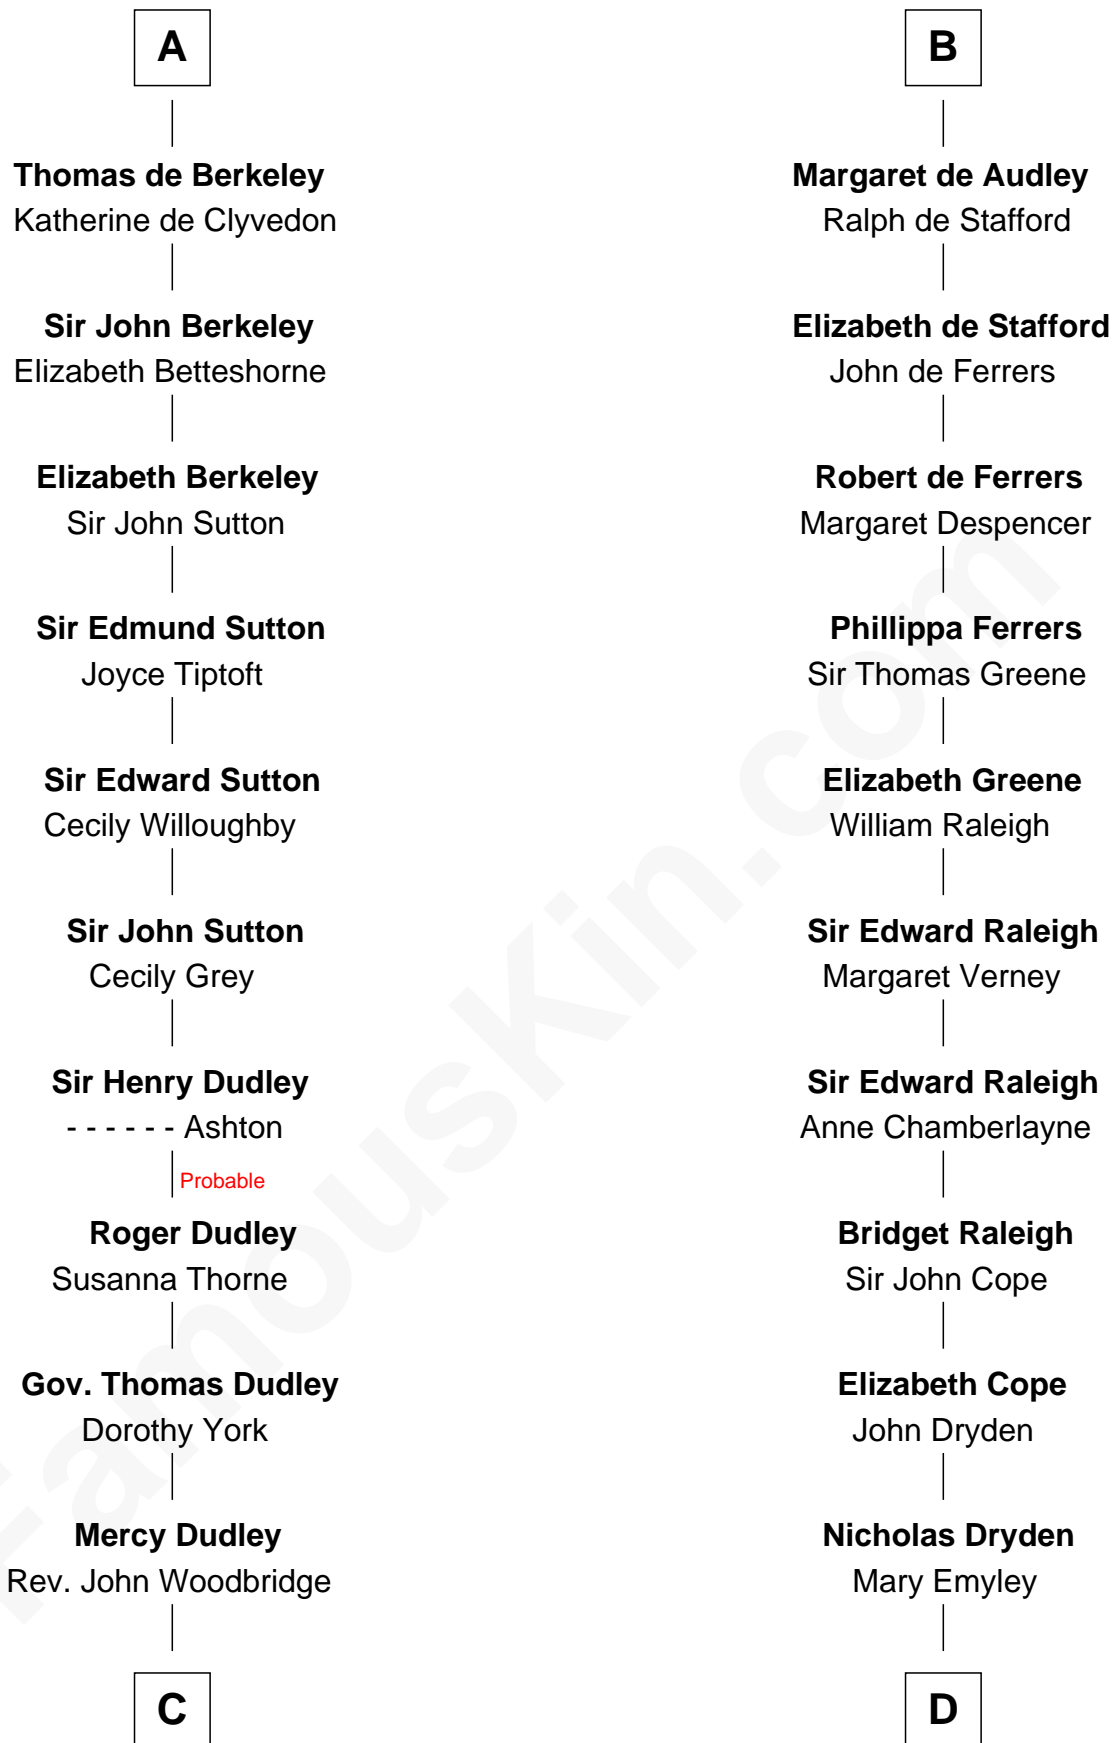 A
Thomas de Berkeley
Katherine de Clyvedon
Sir John Berkeley
Elizabeth Betteshorne
Elizabeth Berkeley
Sir John Sutton
Sir Edmund Sutton
Joyce Tiptoft
Sir Edward Sutton
Cecily Willoughby
Sir John Sutton
Cecily Grey
Sir Henry Dudley
- - - - - - Ashton
Probable
Roger Dudley
Susanna Thorne
Gov. Thomas Dudley
Dorothy York
Mercy Dudley
Rev. John Woodbridge
C
B
Margaret de Audley
Ralph de Stafford
Elizabeth de Stafford
John de Ferrers
Robert de Ferrers
Margaret Despencer
Phillippa Ferrers
Sir Thomas Greene
Elizabeth Greene
William Raleigh
Sir Edward Raleigh
Margaret Verney
Sir Edward Raleigh
Anne Chamberlayne
Bridget Raleigh
Sir John Cope
Elizabeth Cope
John Dryden
Nicholas Dryden
Mary Emyley
D
FamousKin.com